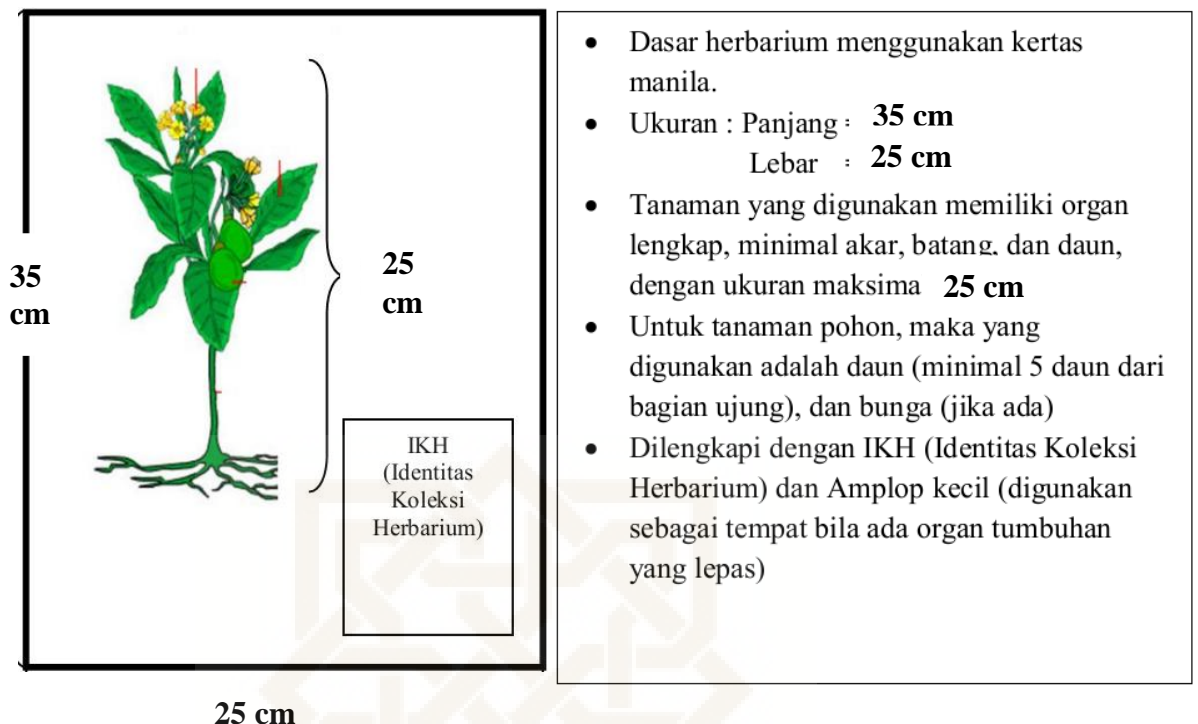 35
cm
25
cm
IKH
(Identitas
Koleksi
Herbarium)
25 cm
• Dasar herbarium menggunakan kertas
manila.
• Ukuran : Panjang : 35 cm
Lebar : 25 cm
• Tanaman yang digunakan memiliki organ
lengkap, minimal akar, batang, dan daun,
dengan ukuran maksima 25 cm
• Untuk tanaman pohon, maka yang
digunakan adalah daun (minimal 5 daun dari
bagian ujung), dan bunga (jika ada)
• Dilengkapi dengan IKH (Identitas Koleksi
Herbarium) dan Amplop kecil (digunakan
sebagai tempat bila ada organ tumbuhan
yang lepas)